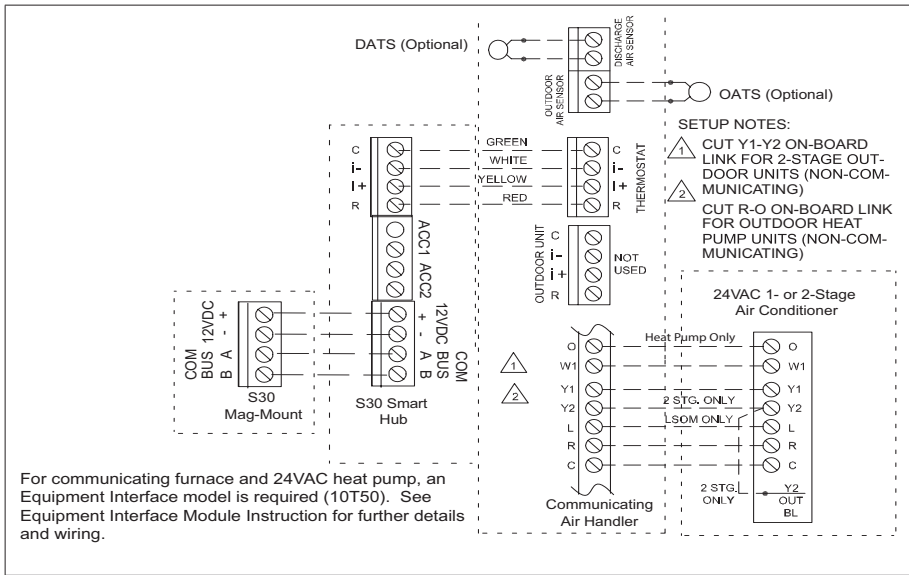 DATS (Optional)
DISCHARGE
AIR SENSOR
OUTDOOR
AIR SENSOR
OATS (Optional)
SETUP NOTES:
1 CUT Y1-Y2 ON-BOARD
LINK FOR 2-STAGE OUT-
DOOR UNITS (NON-COM-
MUNICATING)
2 CUT R-O ON-BOARD LINK
FOR OUTDOOR HEAT
PUMP UNITS (NON-COM-
MUNICATING)
C GREEN C
i- WHITE i-
I+ YELLOW I+
R RED R
THERMOSTAT
ACC1 ACC2
OUTDOOR UNIT
C
i-
i+
R
NOT
USED
12VDC
+
-
BUS
A
B
COM
COM
BUS 12VDC
B A - +
S30
Mag-Mount
S30 Smart
Hub
24VAC 1- or 2-Stage
Air Conditioner
1
2
O Heat Pump Only O
W1 W1
Y1 Y1
Y2 2 STG. ONLY Y2
L LSOM ONLY L
R R
C C
2 STG.
ONLY
Y2
OUT
BL
Communicating
Air Handler
For communicating furnace and 24VAC heat pump, an
Equipment Interface model is required (10T50). See
Equipment Interface Module Instruction for further details
and wiring.